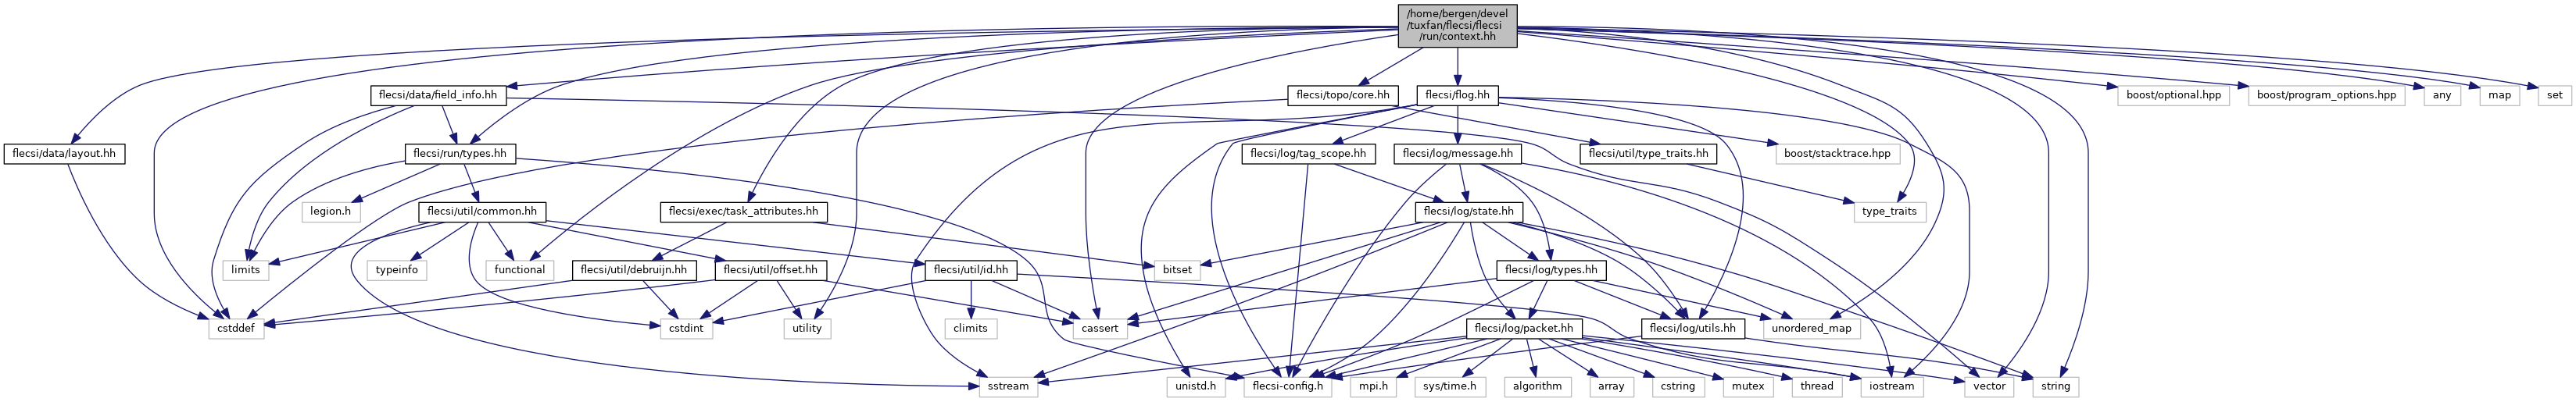 /home/bergen/devel
/tuxfan/flecsi/flecsi
/run/context.hh
flecsi/data/field_info.hh
flecsi/topo/core.hh
flecsi/flog.hh
boost/optional.hpp
boost/program_options.hpp
any
map
set
flecsi/data/layout.hh
flecsi/run/types.hh
flecsi/log/tag_scope.hh
flecsi/log/message.hh
flecsi/util/type_traits.hh
boost/stacktrace.hpp
legion.h
flecsi/util/common.hh
flecsi/exec/task_attributes.hh
flecsi/log/state.hh
type_traits
limits
typeinfo
functional
flecsi/util/debruijn.hh
flecsi/util/offset.hh
flecsi/util/id.hh
bitset
flecsi/log/types.hh
cstddef
cstdint
utility
climits
cassert
flecsi/log/packet.hh
flecsi/log/utils.hh
unordered_map
sstream
unistd.h
flecsi-config.h
mpi.h
sys/time.h
algorithm
array
cstring
mutex
thread
iostream
vector
string